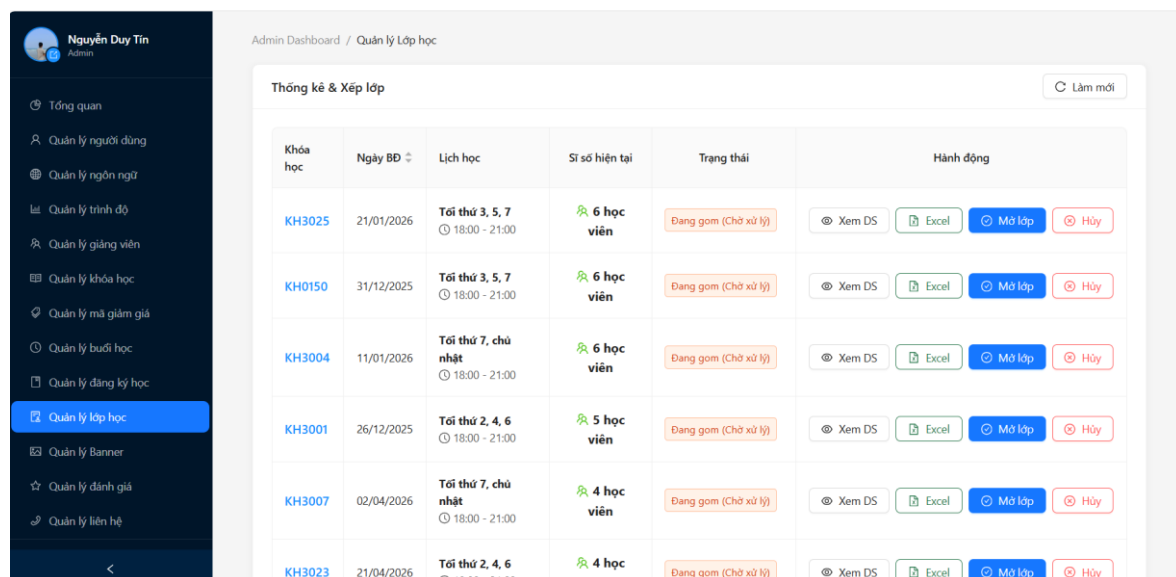 Nguyễn Duy Tín
Admin
Tổng quan
Quản lý người dùng
Quản lý ngôn ngữ
Quản lý trình độ
Quản lý giảng viên
Quản lý khóa học
Quản lý mã giảm giá
Quản lý buổi học
Quản lý đăng ký học
Quản lý lớp học
Quản lý Banner
Quản lý đánh giá
Quản lý liên hệ
Admin Dashboard / Quản lý Lớp học
Thống kê & Xếp lớp
Làm mới
Khóa học
Ngày BĐ
Lịch học
Sĩ số hiện tại
Trạng thái
Hành động
KH3025
21/01/2026
Tối thứ 3, 5, 7
18:00 - 21:00
6 học
viên
Đang gom (Chờ xử lý)
Xem DS
Excel
Mở lớp
Hủy
KH0150
31/12/2025
Tối thứ 3, 5, 7
18:00 - 21:00
6 học
viên
Đang gom (Chờ xử lý)
Xem DS
Excel
Mở lớp
Hủy
KH3004
11/01/2026
Tối thứ 7, chủ
nhật
18:00 - 21:00
6 học
viên
Đang gom (Chờ xử lý)
Xem DS
Excel
Mở lớp
Hủy
KH3001
26/12/2025
Tối thứ 2, 4, 6
18:00 - 21:00
5 học
viên
Đang gom (Chờ xử lý)
Xem DS
Excel
Mở lớp
Hủy
KH3007
02/04/2026
Tối thứ 7, chủ
nhật
18:00 - 21:00
4 học
viên
Đang gom (Chờ xử lý)
Xem DS
Excel
Mở lớp
Hủy
KH3023
21/04/2026
Tối thứ 2, 4, 6
4 học
Đang gom (Chờ xử lý)
Xem DS
Excel
Mở lớp
Hủy